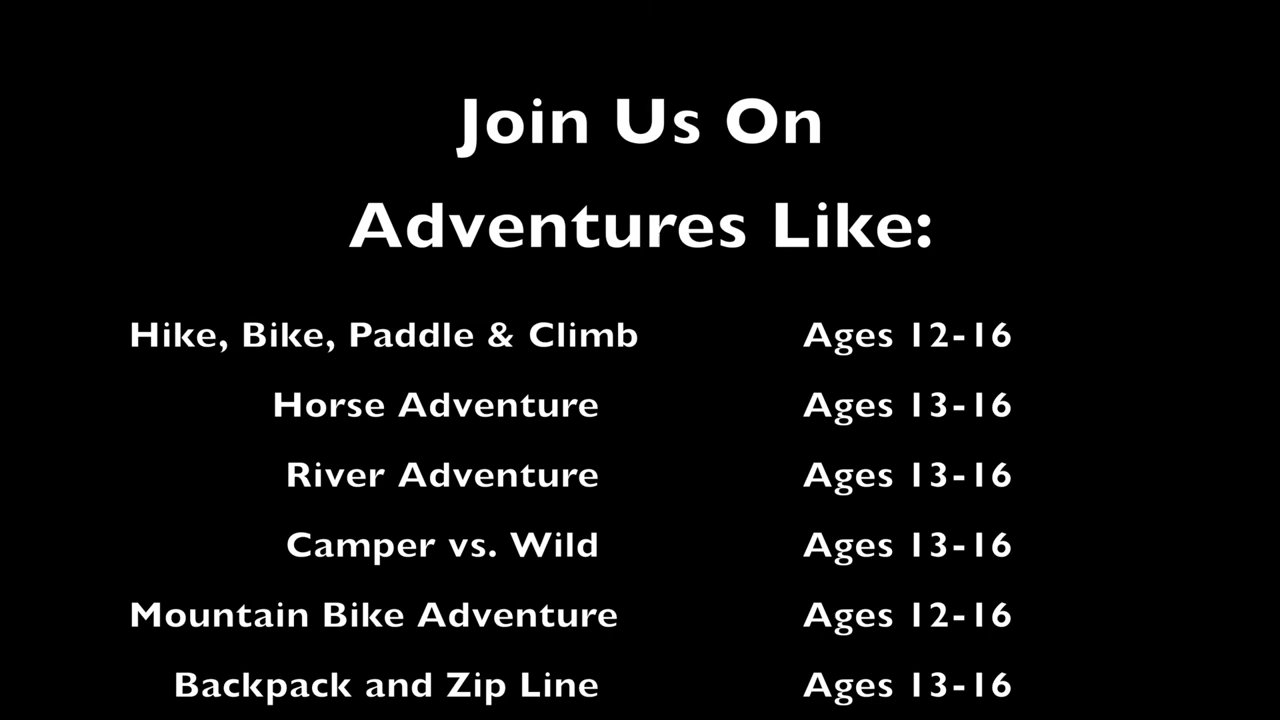 Join Us On
Adventures Like:
Hike, Bike, Paddle & Climb Ages 12-16
Horse Adventure Ages 13-16
River Adventure Ages 13-16
Camper vs. Wild Ages 13-16
Mountain Bike Adventure Ages 12-16
Backpack and Zip Line Ages 13-16